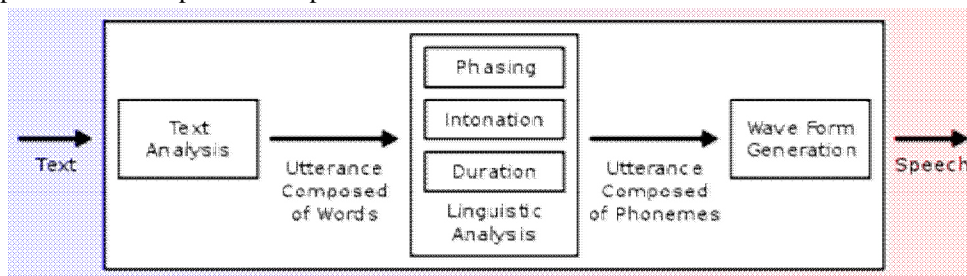 Text
Text
Analysis
Utterance
Composed
of Words
Phasing
Intonation
Duration
Linguistic
Analysis
Utterance
Composed
of Phonemes
Wave Form
Generation
Speech